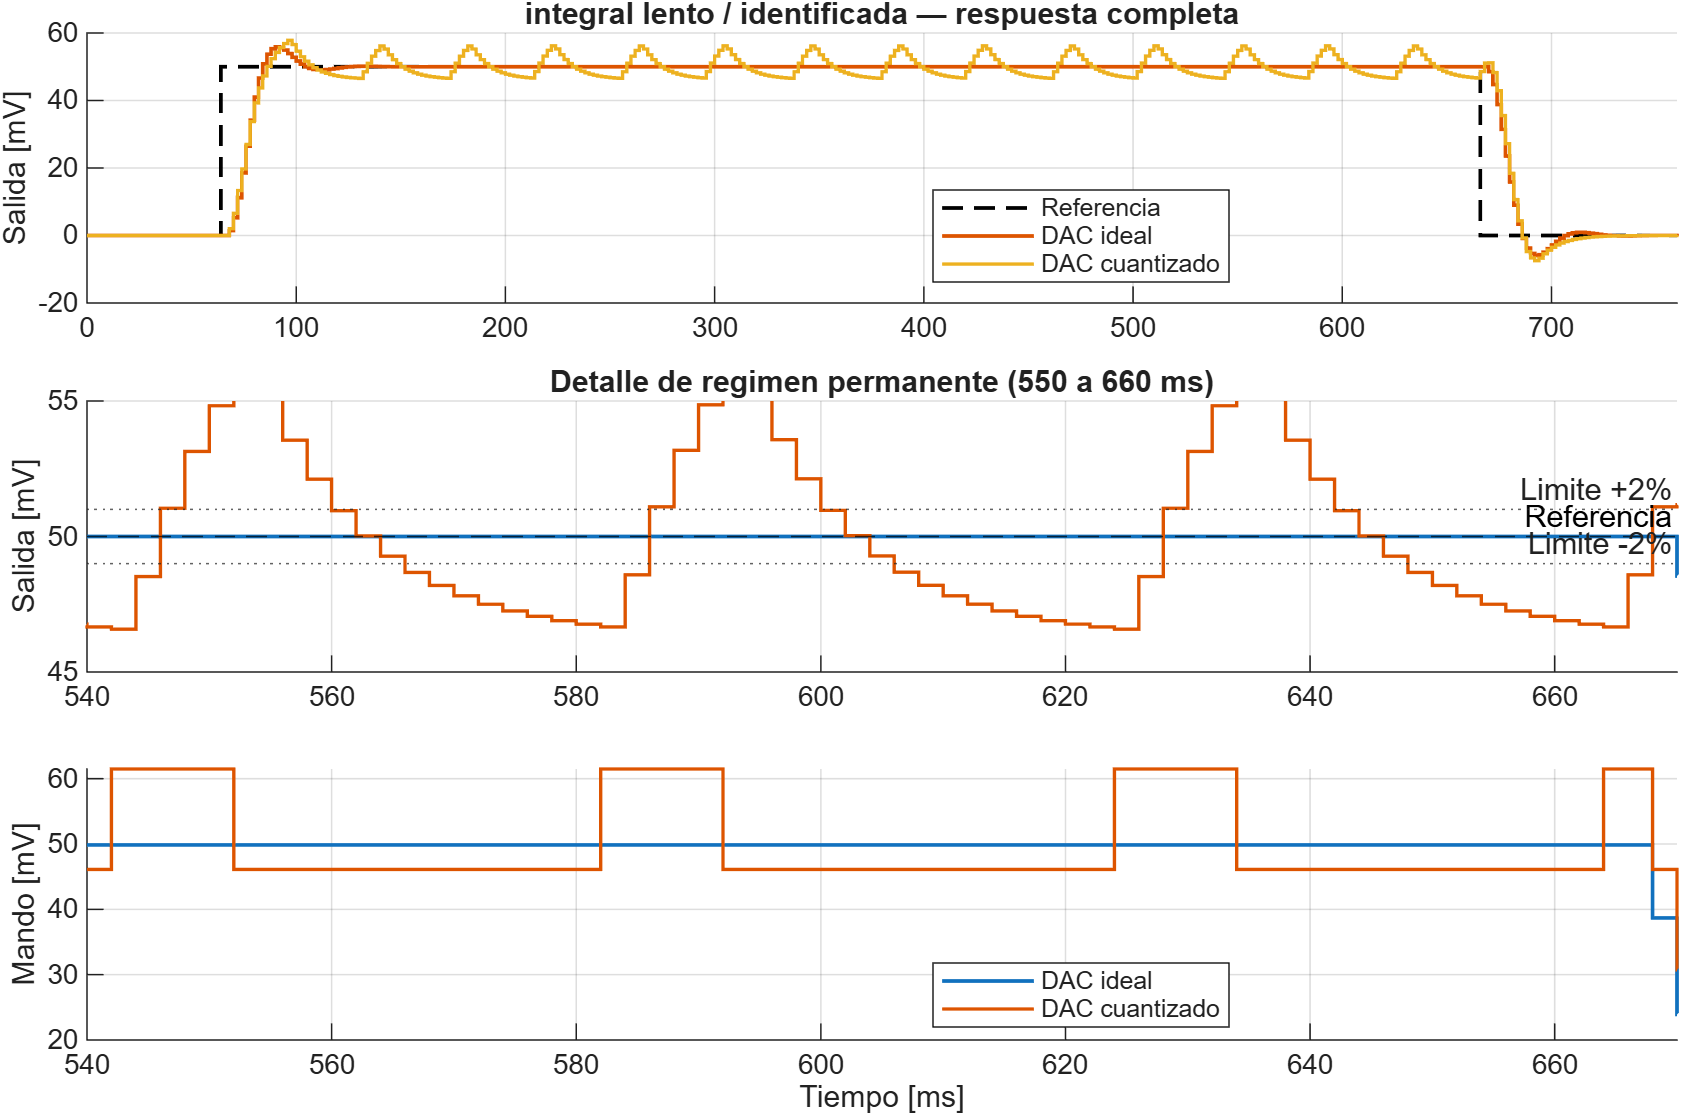 integral lento / identificada — respuesta completa
60
40
20
0
-20
Salida [mV]
Referencia
DAC ideal
DAC cuantizado
0 100 200 300 400 500 600 700
Detalle de regimen permanente (550 a 660 ms)
55
50
45
Salida [mV]
Limite +2%
Referencia
Limite -2%
540 560 580 600 620 640 660
60
50
40
30
20
Mando [mV]
DAC ideal
DAC cuantizado
540 560 580 600 620 640 660
Tiempo [ms]